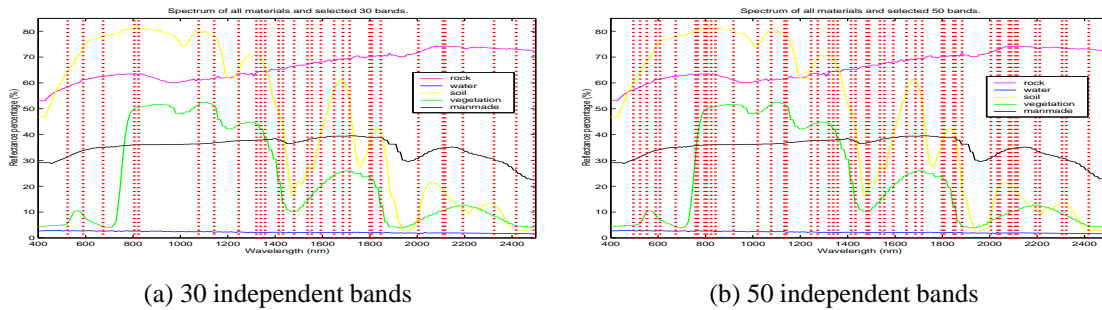 Spectrum of all materials and selected 30 bands.
80
70
60
50
40
30
20
10
0
Reflectance percentage (%)
rock
water
soil
vegetation
manmade
400 600 800 1000 1200 1400 1600 1800 2000 2200 2400
Wavelength (nm)
(a) 30 independent bands
Spectrum of all materials and selected 50 bands.
80
70
60
50
40
30
20
10
0
Reflectance percentage (%)
rock
water
soil
vegetation
manmade
400 600 800 1000 1200 1400 1600 1800 2000 2200 2400
Wavelength (nm)
(b) 50 independent bands